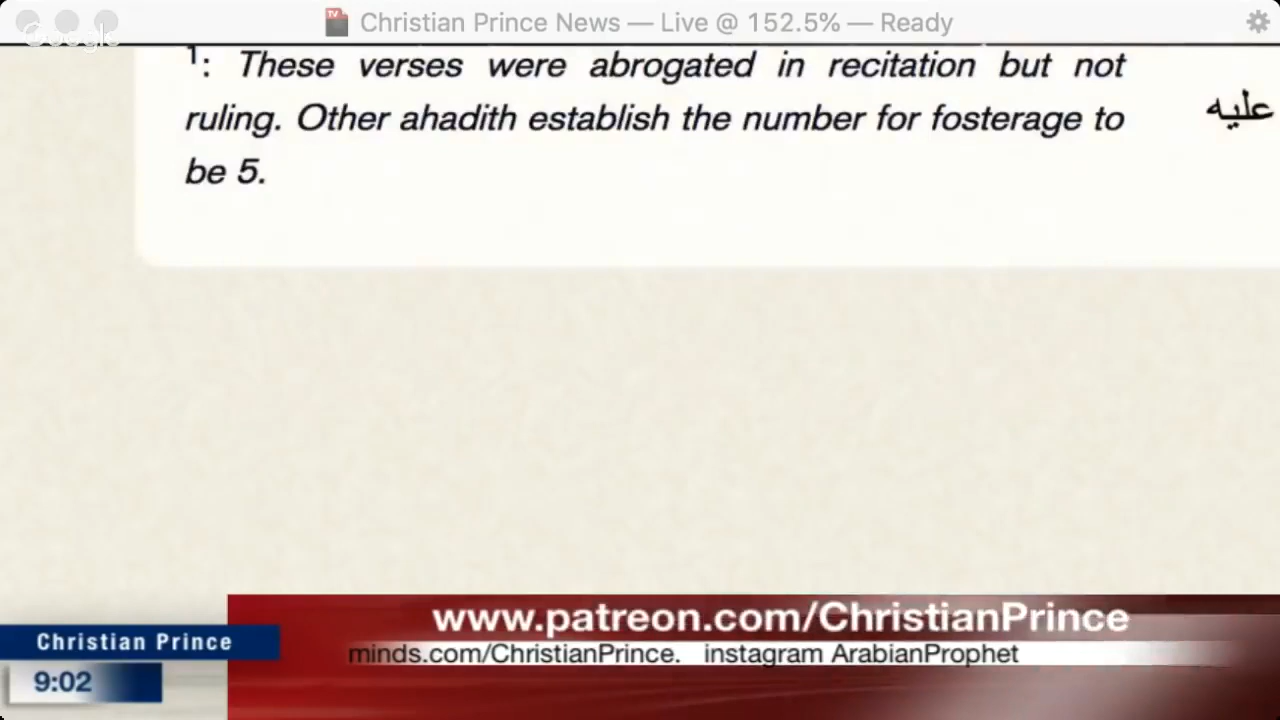 Christian Prince News — Live @ 152.5% — Ready
Google
1: These verses were abrogated in recitation but not
ruling. Other ahadith establish the number for fosterage to
be 5.
عليه
www.patreon.com/ChristianPrince
Christian Prince
minds.com/ChristianPrince. instagram ArabianProphet
9:02